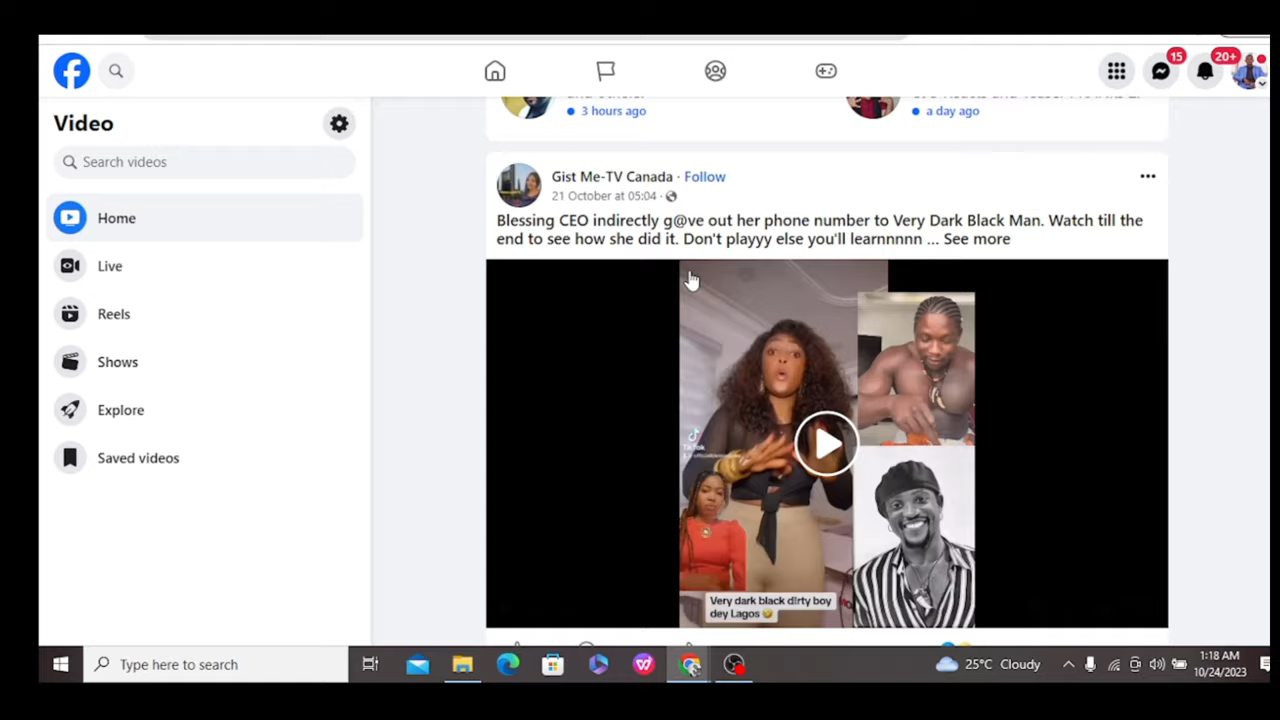 15
20+
Video
Search videos
Home
Live
Reels
Shows
Explore
Saved videos
3 hours ago
a day ago
Gist Me-TV Canada · Follow
21 October at 05:04 ·
Blessing CEO indirectly g@ve out her phone number to Very Dark Black Man. Watch till the
end to see how she did it. Don't playyy else you'll learnnnnn ... See more
TikTok
Very dark black d!rty boy
dey Lagos
Type here to search
25°C Cloudy
1:18 AM
10/24/2023